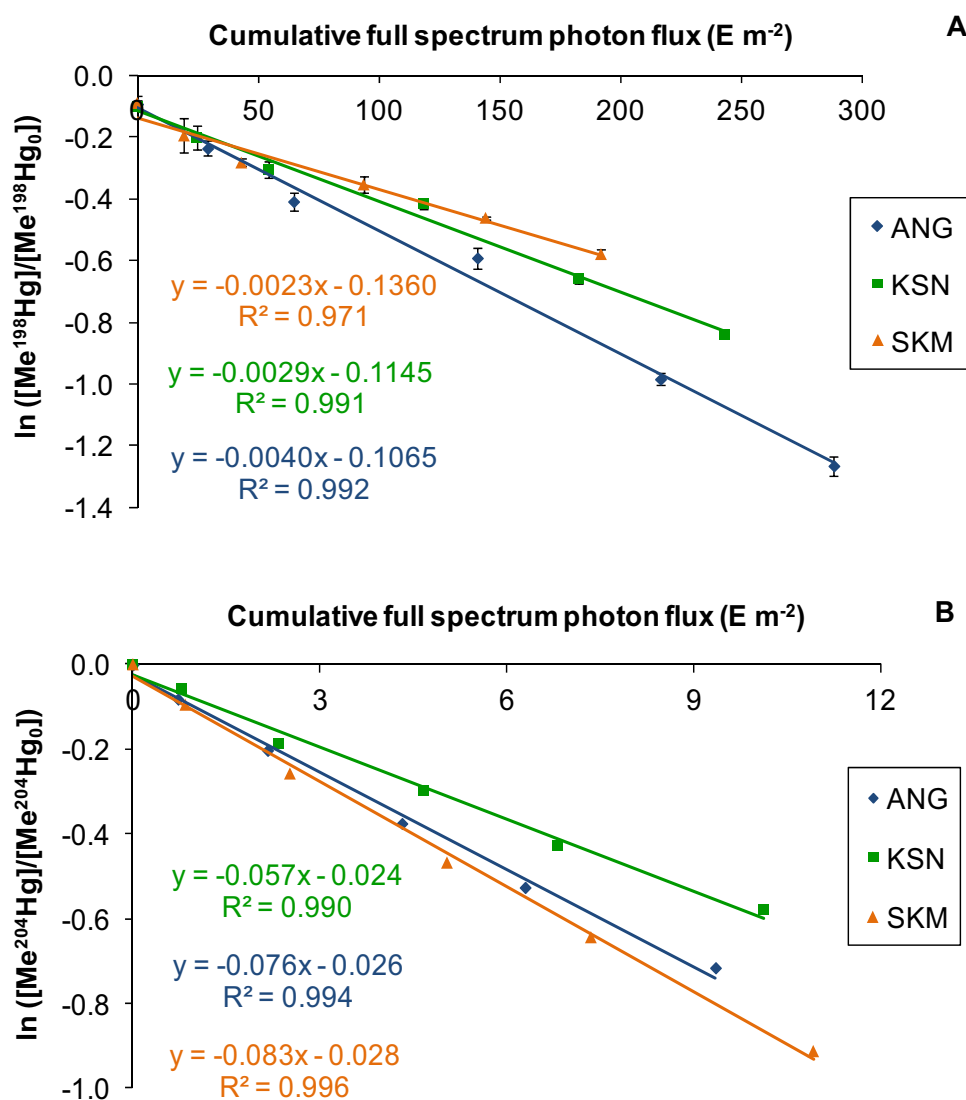 Cumulative full spectrum photon flux (E m⁻²)
A
0.0
-0.2
-0.4
-0.6
-0.8
-1.0
-1.2
-1.4
0 50 100 150 200 250 300
ln ([Me¹⁹⁸Hg]/[Me¹⁹⁸Hg₀])
y = -0.0023x - 0.1360
R² = 0.971
y = -0.0029x - 0.1145
R² = 0.991
y = -0.0040x - 0.1065
R² = 0.992
ANG
KSN
SKM
Cumulative full spectrum photon flux (E m⁻²)
B
0.0
-0.2
-0.4
-0.6
-0.8
-1.0
0 3 6 9 12
ln ([Me²⁰⁴Hg]/[Me²⁰⁴Hg₀])
y = -0.057x - 0.024
R² = 0.990
y = -0.076x - 0.026
R² = 0.994
y = -0.083x - 0.028
R² = 0.996
ANG
KSN
SKM